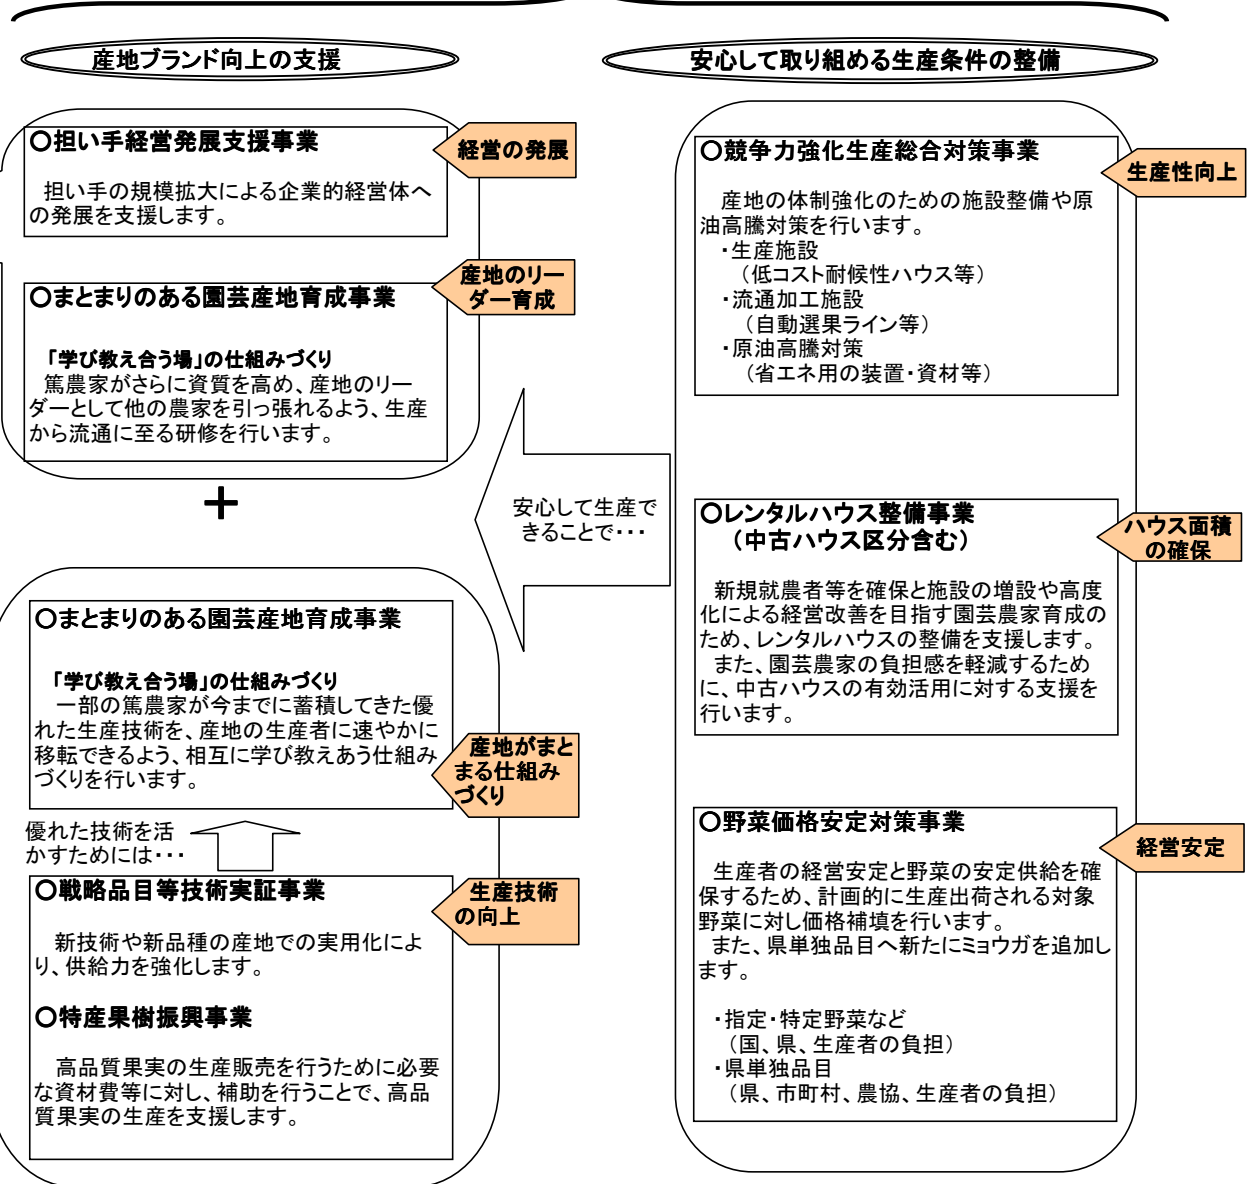 産地ブランド向上の支援
○担い手経営発展支援事業
担い手の規模拡大による企業的経営体へ
の発展を支援します。
経営の発展
○まとまりのある園芸産地育成事業
「学び教え合う場」の仕組みづくり
篤農家がさらに資質を高め、産地のリー
ダーとして他の農家を引っ張れるよう、生産
から流通に至る研修を行います。
産地のリー
ダー育成
＋
○まとまりのある園芸産地育成事業
「学び教え合う場」の仕組みづくり
一部の篤農家が今までに蓄積してきた優
れた生産技術を、産地の生産者に速やかに
移転できるよう、相互に学び教えあう仕組み
づくりを行います。
産地がまと
まる仕組み
づくり
優れた技術を活
かすためには・・・
○戦略品目等技術実証事業
新技術や新品種の産地での実用化によ
り、供給力を強化します。
生産技術
の向上
○特産果樹振興事業
高品質果実の生産販売を行うために必要
な資材費等に対し、補助を行うことで、高品
質果実の生産を支援します。
安心して生産で
きることで・・・
安心して取り組める生産条件の整備
○競争力強化生産総合対策事業
産地の体制強化のための施設整備や原
油高騰対策を行います。
・生産施設
（低コスト耐候性ハウス等）
・流通加工施設
（自動選果ライン等）
・原油高騰対策
（省エネ用の装置・資材等）
生産性向上
○レンタルハウス整備事業
（中古ハウス区分含む）
新規就農者等を確保と施設の増設や高度
化による経営改善を目指す園芸農家育成の
ため、レンタルハウスの整備を支援します。
また、園芸農家の負担感を軽減するため
に、中古ハウスの有効活用に対する支援を
行います。
ハウス面積
の確保
○野菜価格安定対策事業
生産者の経営安定と野菜の安定供給を確
保するため、計画的に生産出荷される対象
野菜に対し価格補填を行います。
また、県単独品目へ新たにミョウガを追加し
ます。
・指定・特定野菜など
（国、県、生産者の負担）
・県単独品目
（県、市町村、農協、生産者の負担）
経営安定